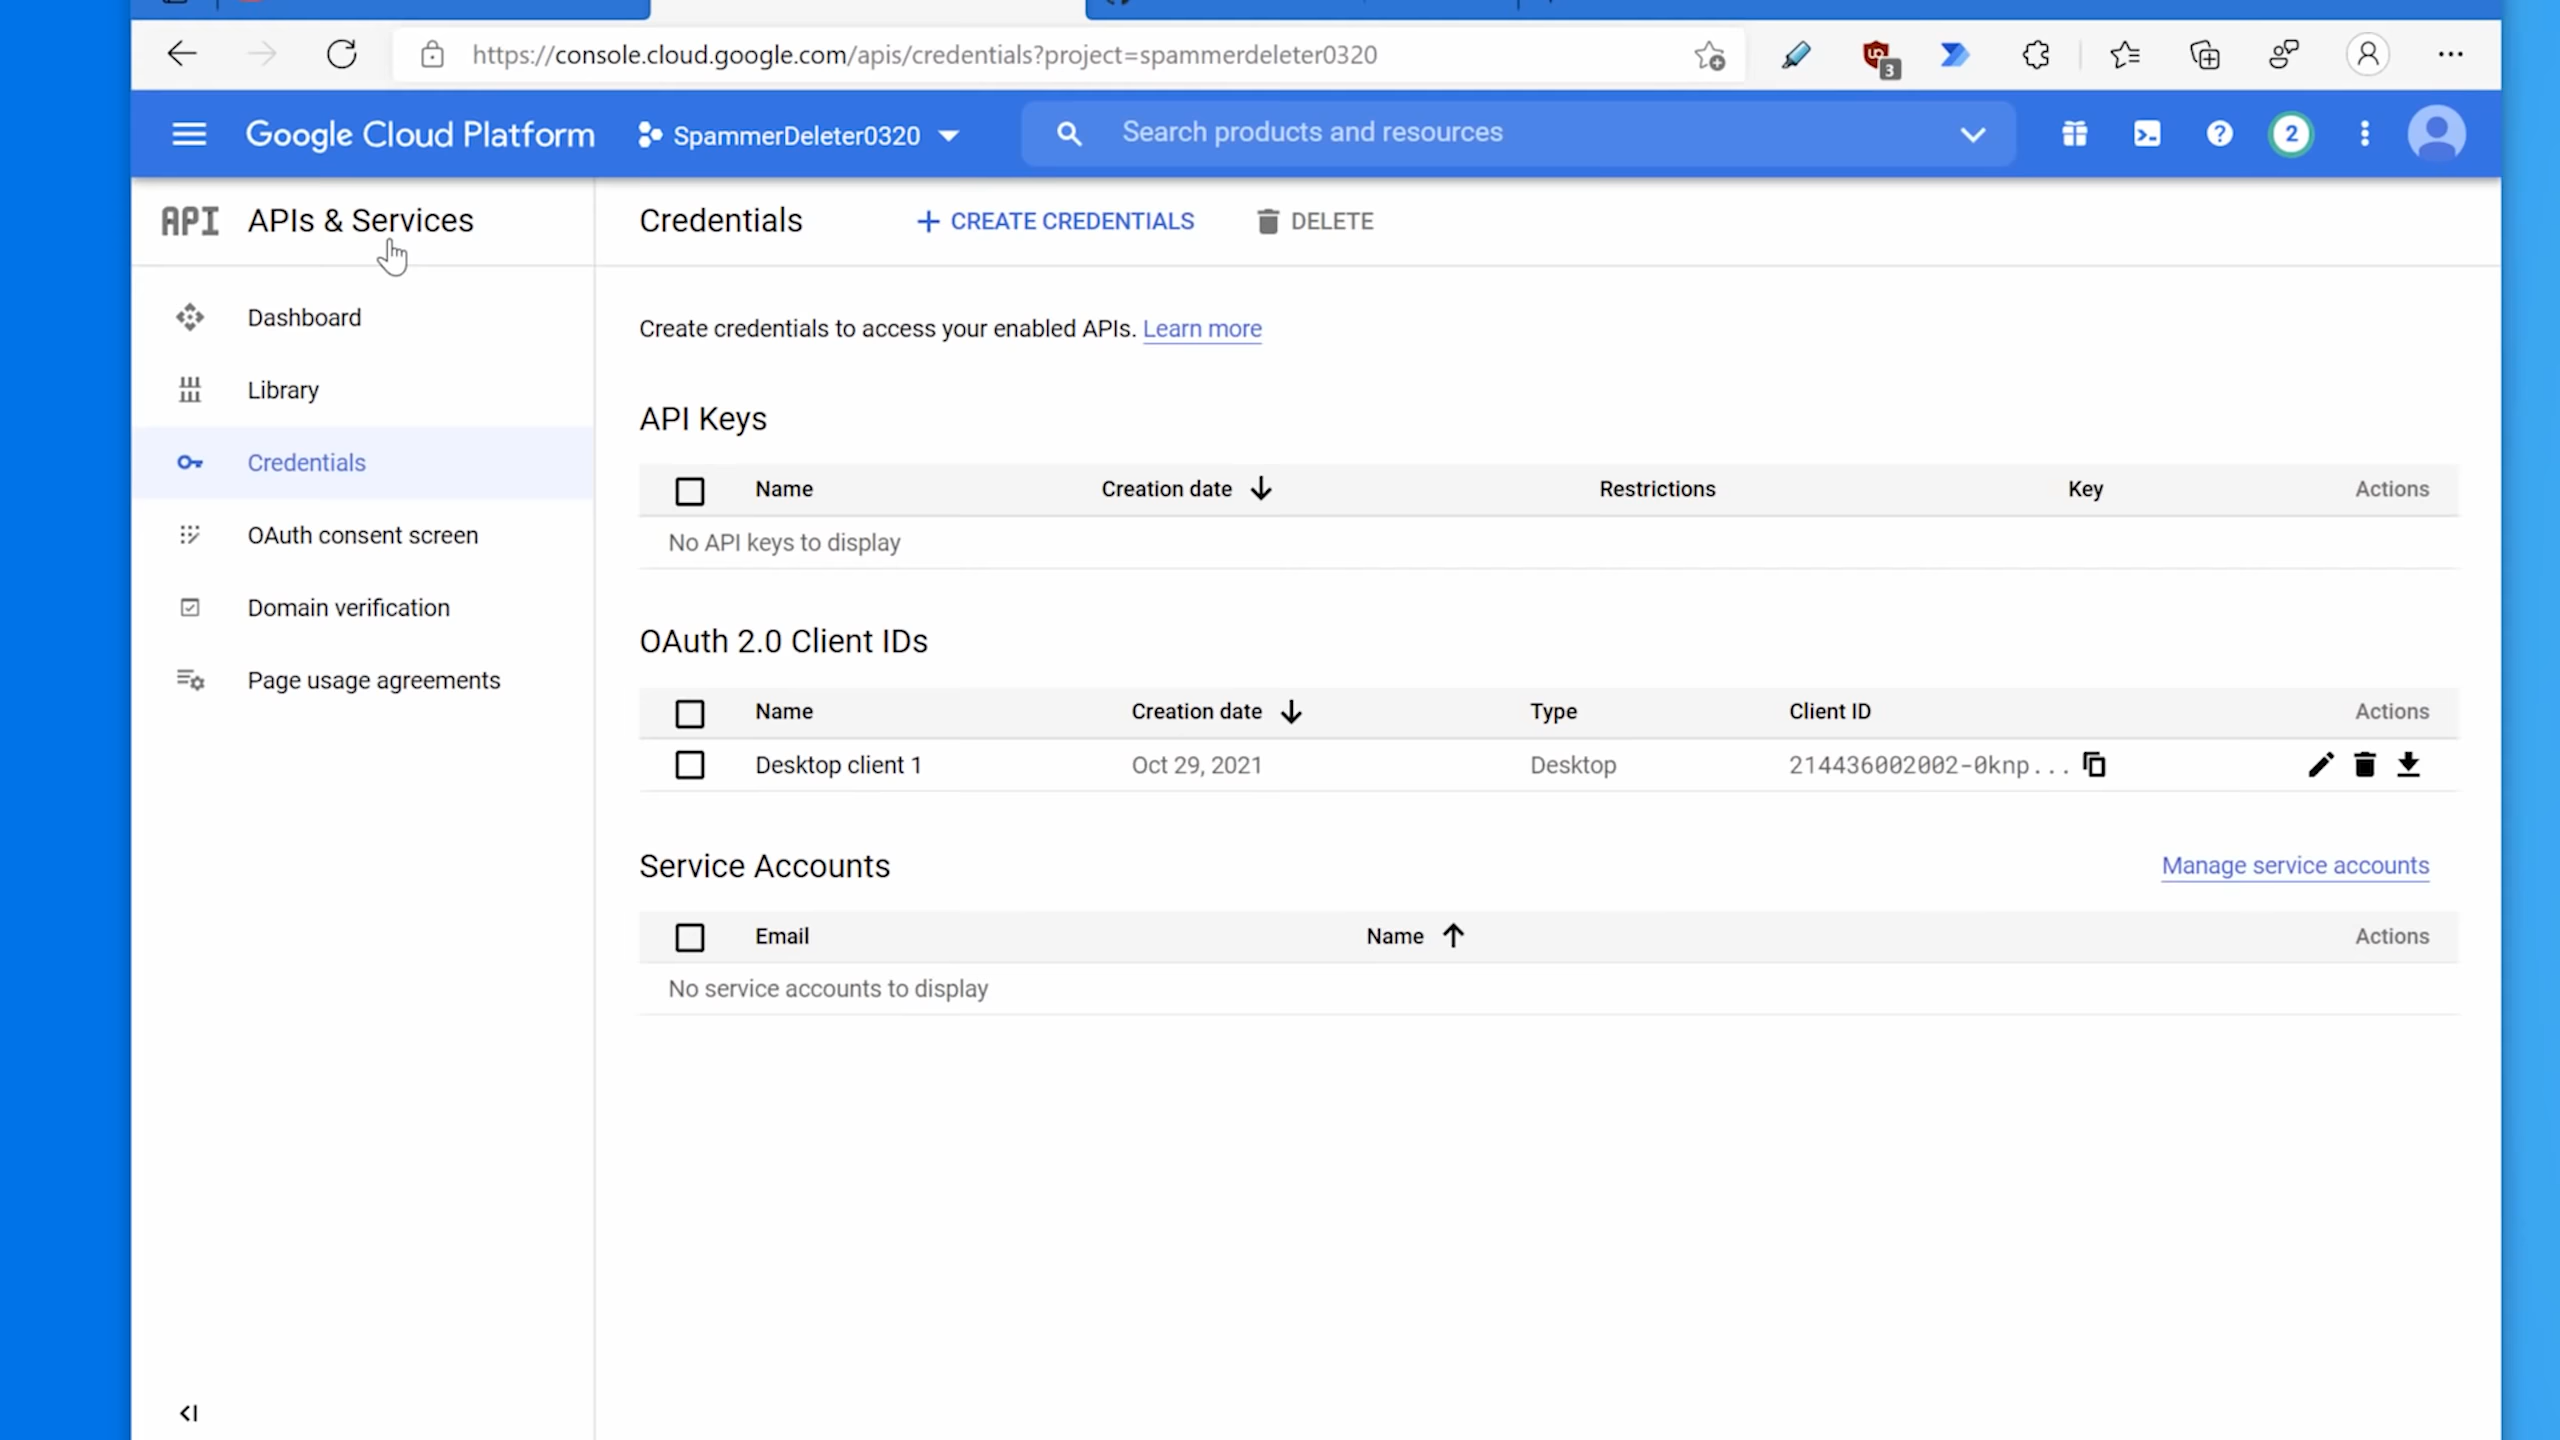 https://console.cloud.google.com/apis/credentials?project=spammerdeleter0320
3
Google Cloud Platform
SpammerDeleter0320
Search products and resources
2
API
APIs & Services
Credentials
CREATE CREDENTIALS
DELETE
Dashboard
Library
Credentials
OAuth consent screen
Domain verification
Page usage agreements
Create credentials to access your enabled APIs. Learn more
API Keys
Name Creation date Restrictions Key Actions
No API keys to display
OAuth 2.0 Client IDs
Name Creation date Type Client ID Actions
Desktop client 1 Oct 29, 2021 Desktop 214436002002-0knp...
Service Accounts
Manage service accounts
Email Name Actions
No service accounts to display